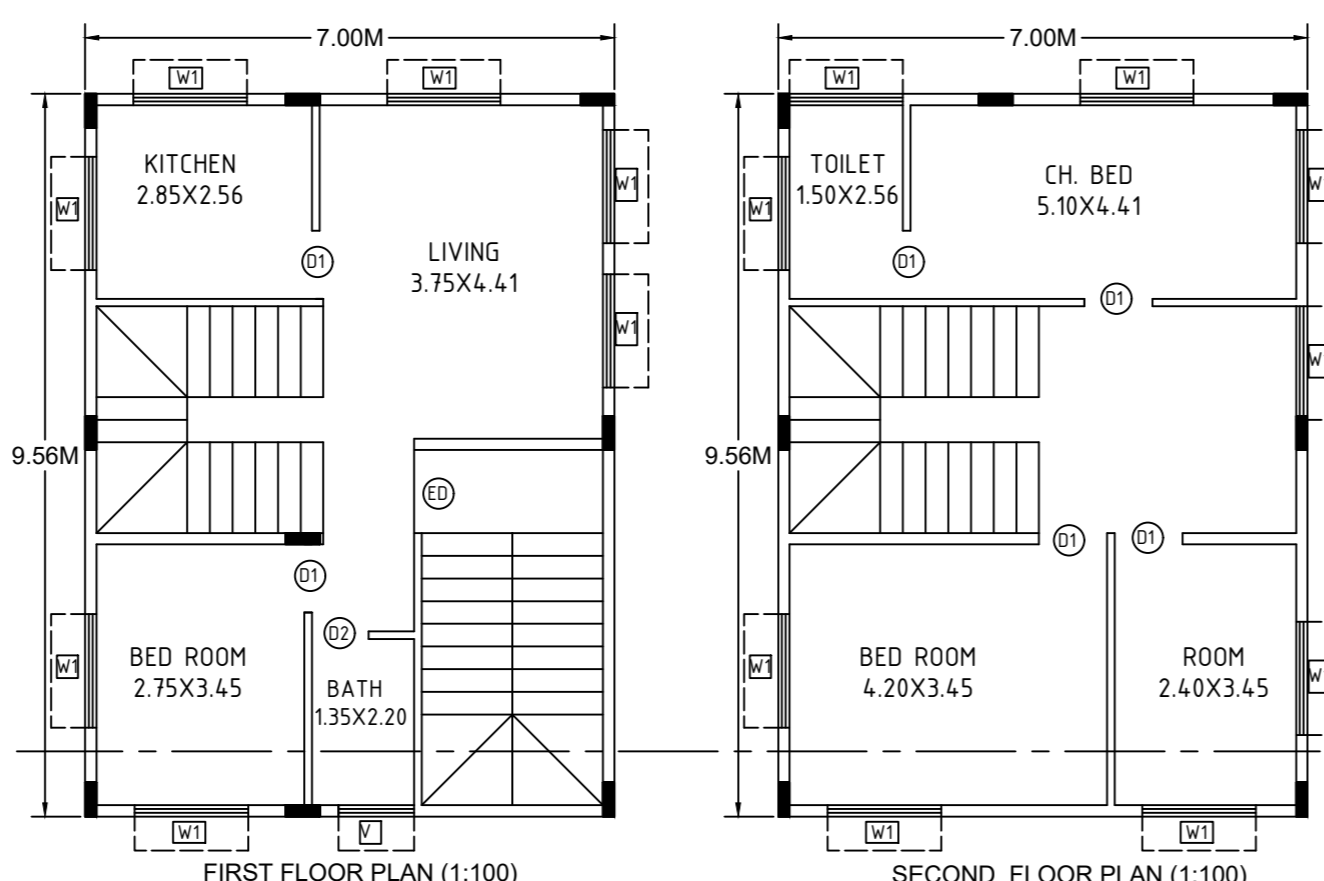 7.00M
W1
W1
KITCHEN
2.85X2.56
W1
W1
LIVING
3.75X4.41
D1
W1
9.56M
ED
D1
D2
BED ROOM
2.75X3.45
W1
BATH
1.35X2.20
W1
V
FIRST FLOOR PLAN (1:100)
7.00M
W1
W1
TOILET
1.50X2.56
CH. BED
5.10X4.41
W1
D1
D1
9.56M
D1
D1
BED ROOM
4.20X3.45
W1
ROOM
2.40X3.45
W1
W1
SECOND FLOOR PLAN (1:100)